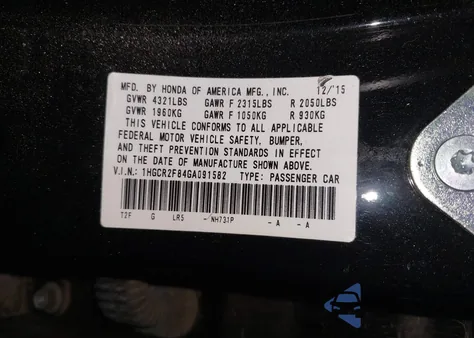 MFD. BY HONDA OF AMERICA MFG., INC. 12/'15
GVWR 4321LBS GAWR F 2315LBS R 2050LBS
GVWR 1960KG GAWR F 1050KG R 930KG
THIS VEHICLE CONFORMS TO ALL APPLICABLE
FEDERAL MOTOR VEHICLE SAFETY, BUMPER,
AND THEFT PREVENTION STANDARDS IN EFFECT
ON THE DATE OF MANUFACTURE SHOWN ABOVE.
V.I.N.: 1HGCR2F84GA091582 TYPE: PASSENGER CAR
T2F G LR5 -/NH731P -A -A